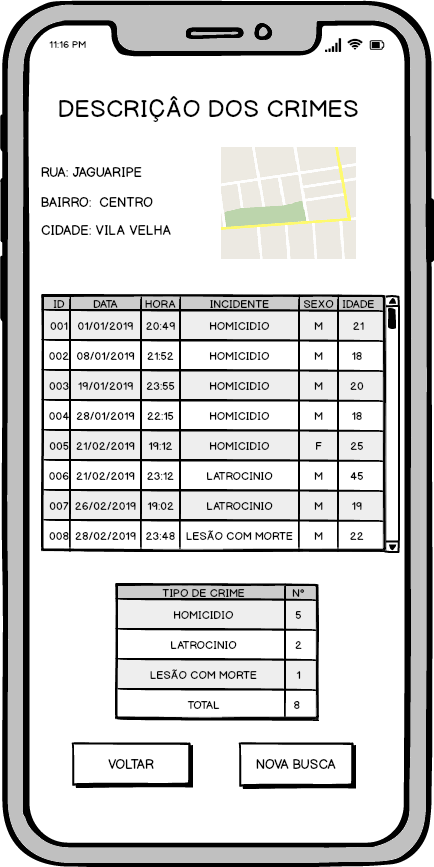 11:16 PM
DESCRIÇÂO DOS CRIMES
RUA: JAGUARIPE
BAIRRO: CENTRO
CIDADE: VILA VELHA
ID DATA HORA INCIDENTE SEXO IDADE
001 01/01/2019 20:49 HOMICIDIO M 21
002 08/01/2019 21:52 HOMICIDIO M 18
003 19/01/2019 23:55 HOMICIDIO M 20
004 28/01/2019 22:15 HOMICIDIO M 18
005 21/02/2019 19:12 HOMICIDIO F 25
006 21/02/2019 23:12 LATROCINIO M 45
007 26/02/2019 19:02 LATROCINIO M 19
008 28/02/2019 23:48 LESÃO COM MORTE M 22
TIPO DE CRIME N°
HOMICIDIO 5
LATROCINIO 2
LESÃO COM MORTE 1
TOTAL 8
VOLTAR NOVA BUSCA